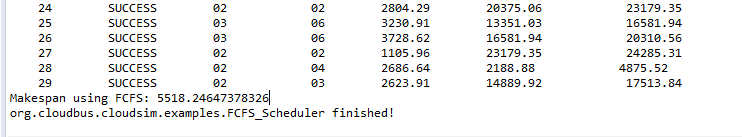 24 SUCCESS 02 02 2804.29 20375.06 23179.35
25 SUCCESS 03 06 3230.91 13351.03 16581.94
26 SUCCESS 03 06 3728.62 16581.94 20310.56
27 SUCCESS 02 02 1105.96 23179.35 24285.31
28 SUCCESS 02 04 2686.64 2188.88 4875.52
29 SUCCESS 02 03 2623.91 14889.92 17513.84
Makespan using FCFS: 5518.24647378326
org.cloudbus.cloudsim.examples.FCFS_Scheduler finished!